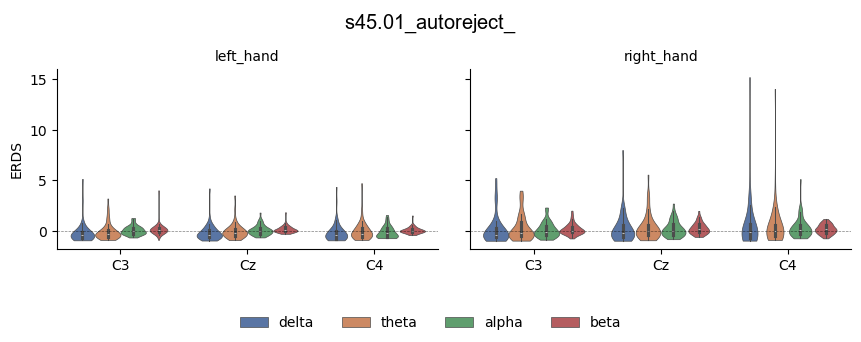 s45.01_autoreject_
left_hand
right_hand
ERDS
15
10
5
0
C3
Cz
C4
C3
Cz
C4
delta
theta
alpha
beta